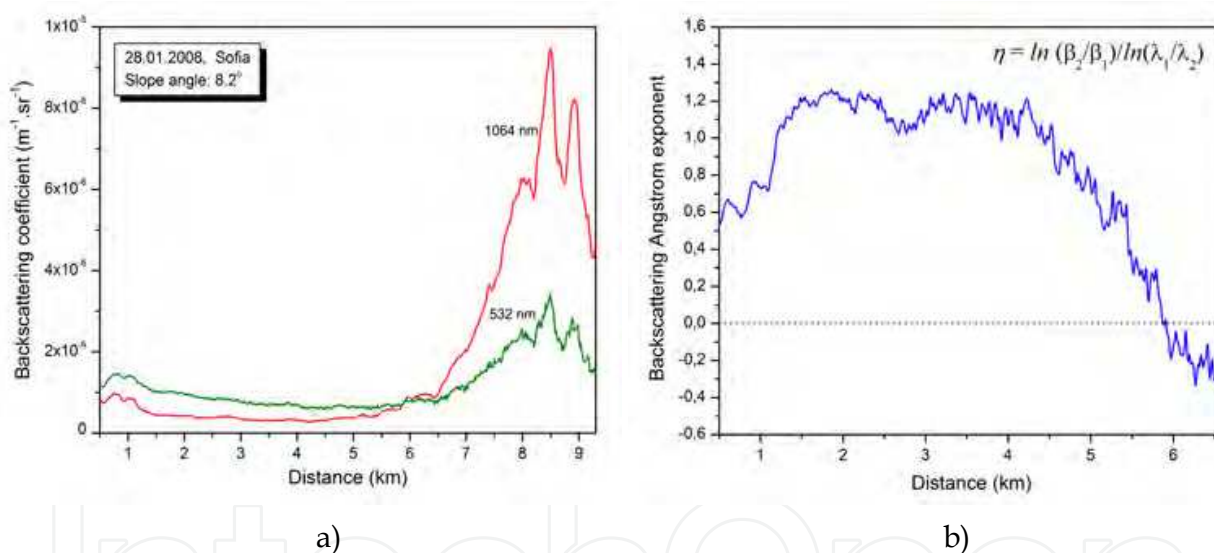 1x10⁻⁵
8x10⁻⁶
6x10⁻⁶
4x10⁻⁶
2x10⁻⁶
0
Backscattering coefficient (m⁻¹.sr⁻¹)
28.01.2008, Sofia
Slope angle: 8.2°
1064 nm
532 nm
1 2 3 4 5 6 7 8 9
Distance (km)
a)
1,6
1,4
1,2
1,0
0,8
0,6
0,4
0,2
0,0
-0,2
-0,4
-0,6
Backscattering Angstrom exponent
η = ln (β₂/β₁)/ln(λ₁/λ₂)
1 2 3 4 5 6
Distance (km)
b)